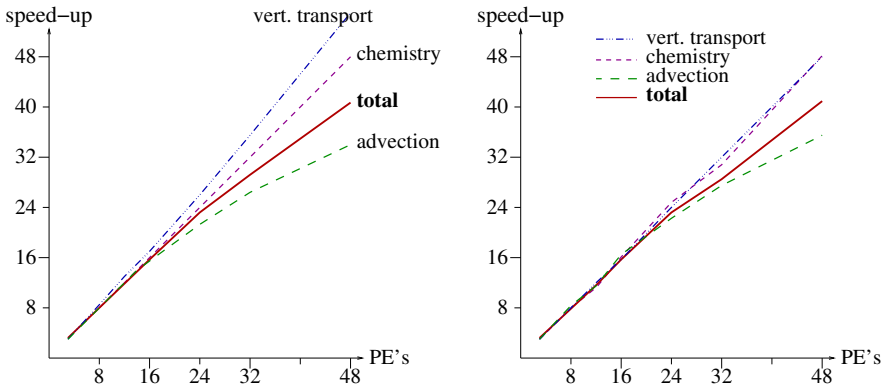 speed-up
vert. transport
48
chemistry
40
total
advection
32
24
16
8
PE's
8 16 24 32 48
speed-up
vert. transport
48
chemistry
advection
total
40
32
24
16
8
PE's
8 16 24 32 48